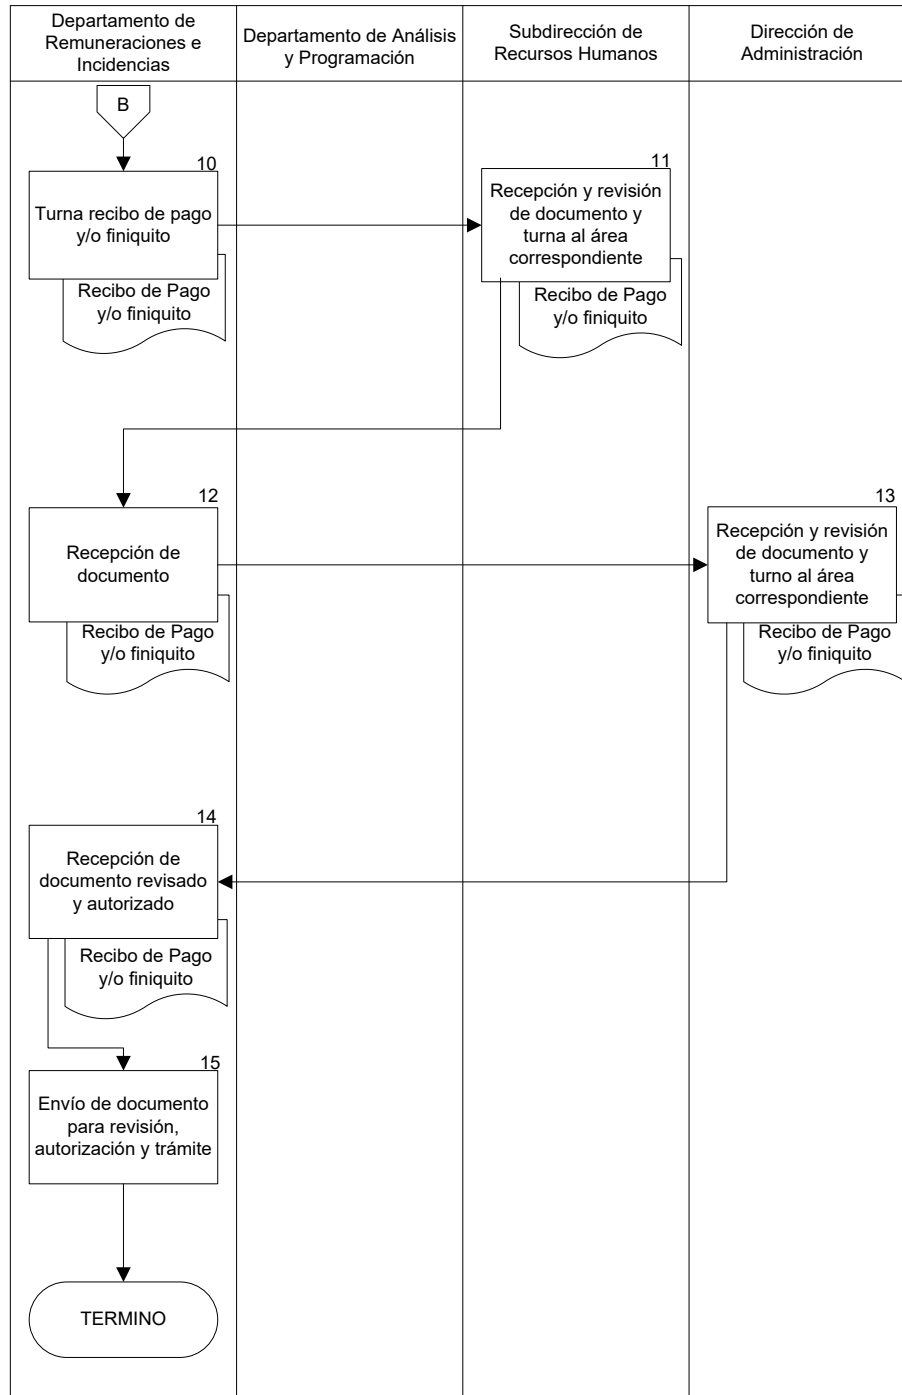 Departamento de
Remuneraciones e
Incidencias
Departamento de Análisis
y Programación
Subdirección de
Recursos Humanos
Dirección de
Administración
B
10
Turna recibo de pago
y/o finiquito
Recibo de Pago
y/o finiquito
11
Recepción y revisión
de documento y
turna al área
correspondiente
Recibo de Pago
y/o finiquito
12
Recepción de
documento
Recibo de Pago
y/o finiquito
13
Recepción y revisión
de documento y
turno al área
correspondiente
Recibo de Pago
y/o finiquito
14
Recepción de
documento revisado
y autorizado
Recibo de Pago
y/o finiquito
15
Envío de documento
para revisión,
autorización y trámite
TERMINO